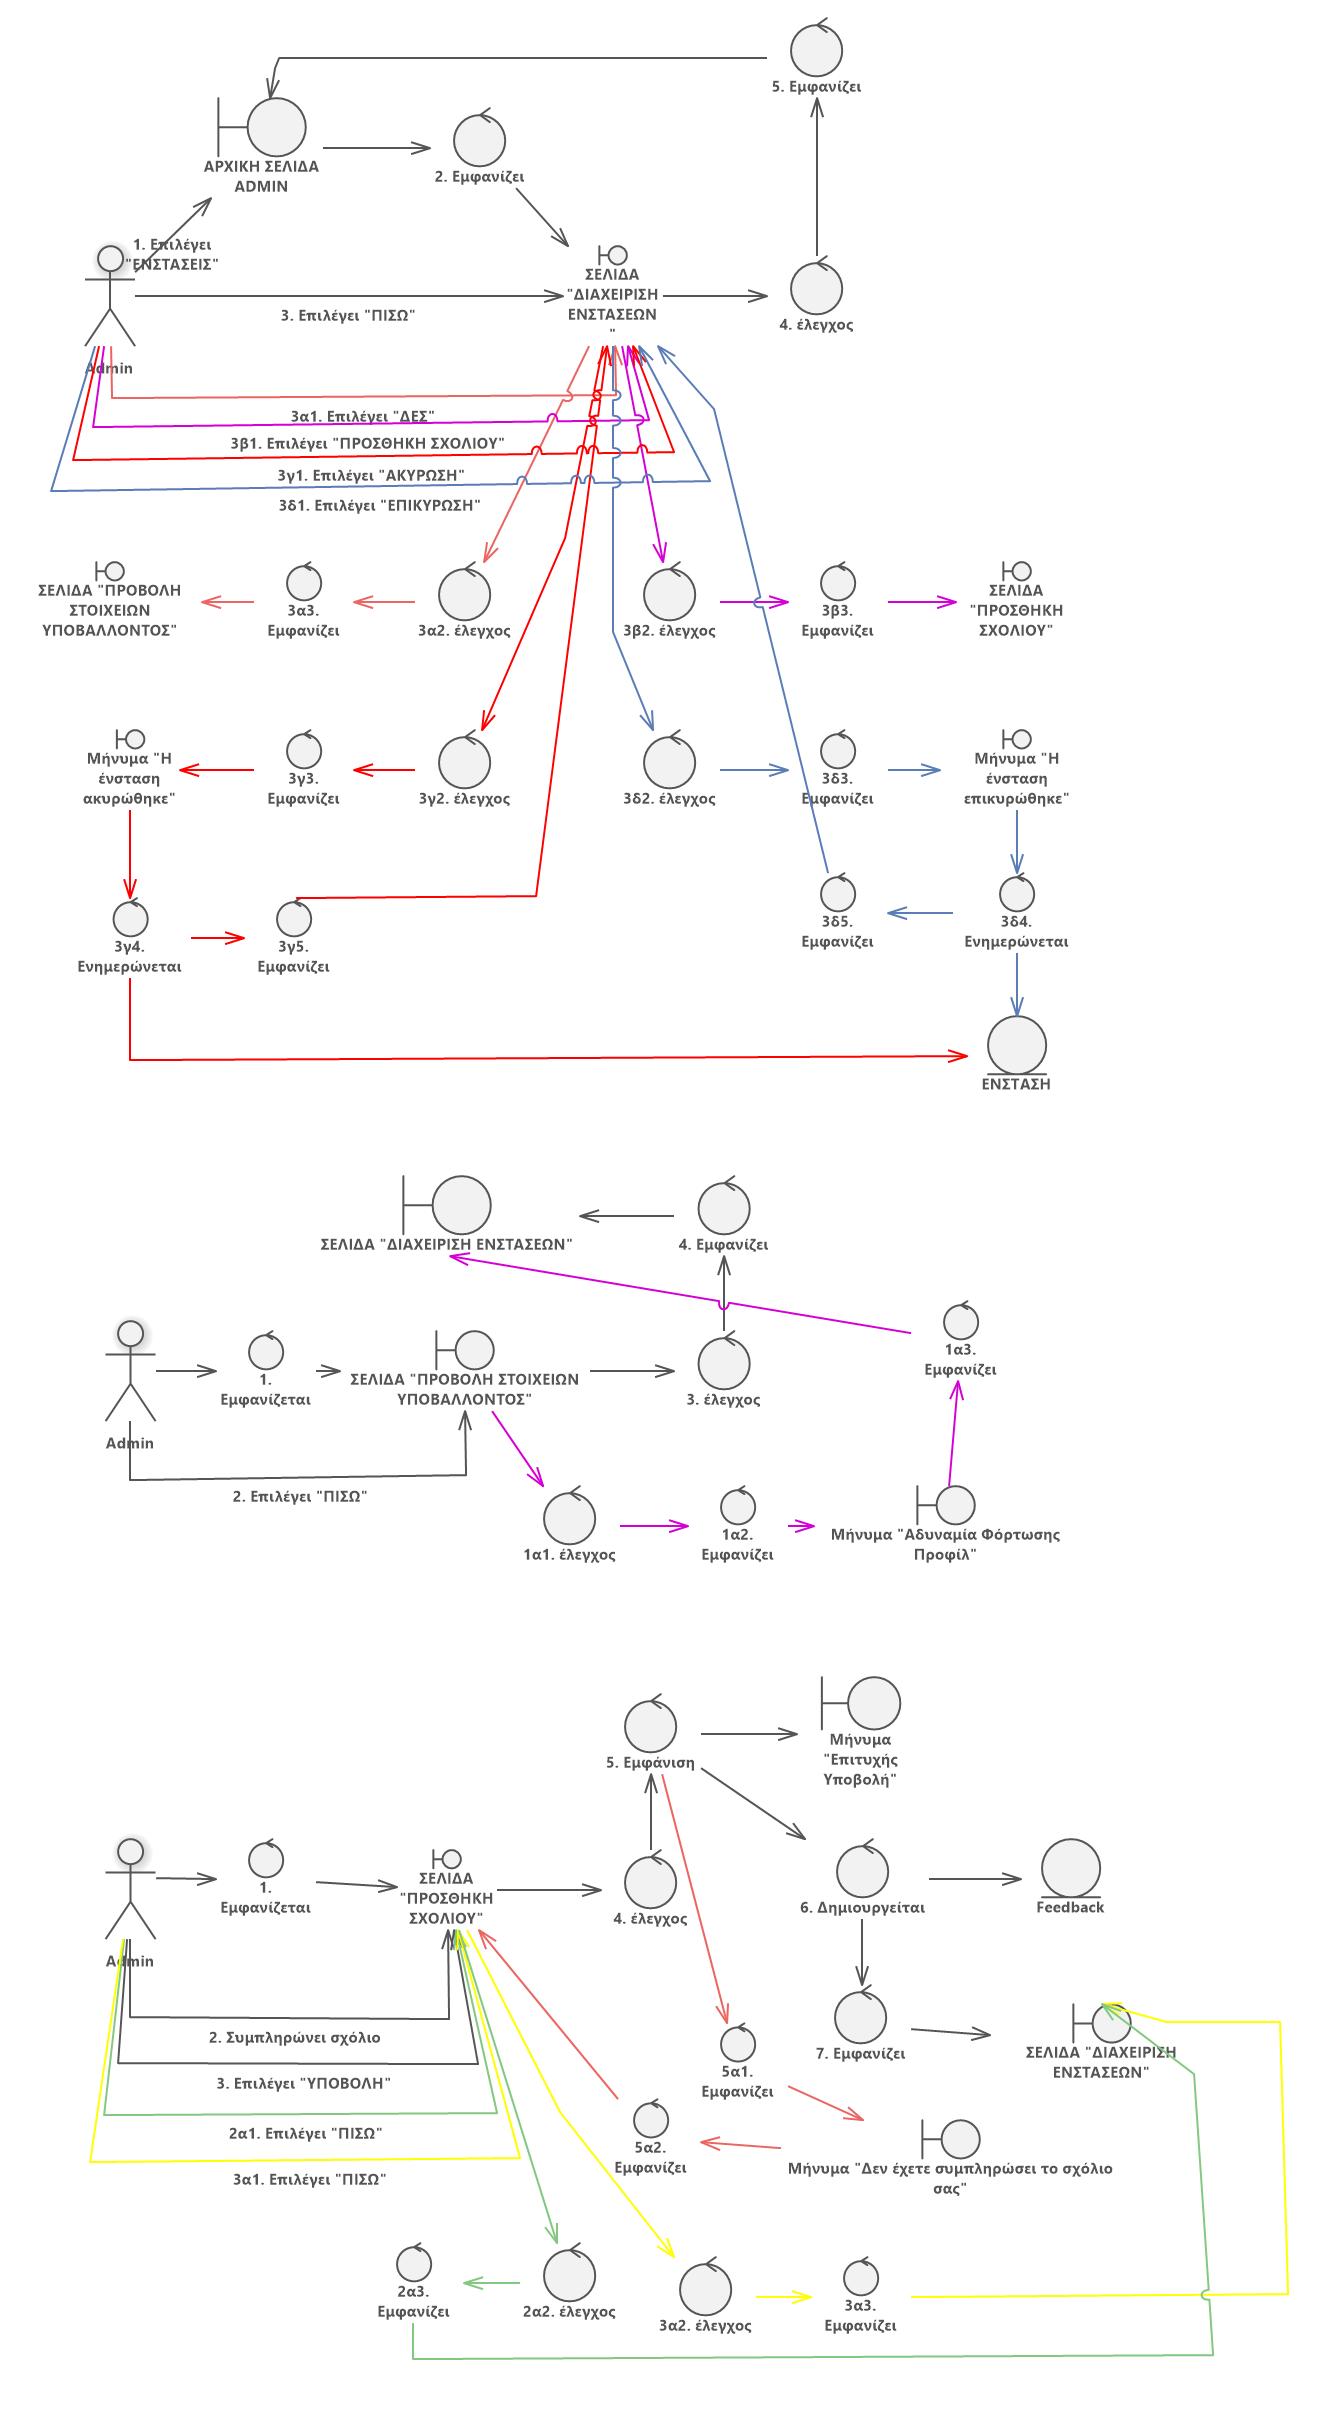 5. Εμφανίζει
ΑΡΧΙΚΗ ΣΕΛΙΔΑ
ADMIN
2. Εμφανίζει
1. Επιλέγει
"ΕΝΣΤΑΣΕΙΣ"
ΣΕΛΙΔΑ
"ΔΙΑΧΕΙΡΙΣΗ
ΕΝΣΤΑΣΕΩΝ
"
3. Επιλέγει "ΠΙΣΩ"
4. έλεγχος
Admin
3α1. Επιλέγει "ΔΕΣ"
3β1. Επιλέγει "ΠΡΟΣΘΗΚΗ ΣΧΟΛΙΟΥ"
3γ1. Επιλέγει "ΑΚΥΡΩΣΗ"
3δ1. Επιλέγει "ΕΠΙΚΥΡΩΣΗ"
ΣΕΛΙΔΑ "ΠΡΟΒΟΛΗ
ΣΤΟΙΧΕΙΩΝ
ΥΠΟΒΑΛΛΟΝΤΟΣ"
3α3.
Εμφανίζει
3α2. έλεγχος
3β2. έλεγχος
3β3.
Εμφανίζει
ΣΕΛΙΔΑ
"ΠΡΟΣΘΗΚΗ
ΣΧΟΛΙΟΥ"
Μήνυμα "Η
ένσταση
ακυρώθηκε"
3γ3.
Εμφανίζει
3γ2. έλεγχος
3δ2. έλεγχος
3δ3.
Εμφανίζει
Μήνυμα "Η
ένσταση
επικυρώθηκε"
3γ4.
Ενημερώνεται
3γ5.
Εμφανίζει
3δ5.
Εμφανίζει
3δ4.
Ενημερώνεται
ΕΝΣΤΑΣΗ
ΣΕΛΙΔΑ "ΔΙΑΧΕΙΡΙΣΗ ΕΝΣΤΑΣΕΩΝ"
4. Εμφανίζει
1.
Εμφανίζεται
ΣΕΛΙΔΑ "ΠΡΟΒΟΛΗ ΣΤΟΙΧΕΙΩΝ
ΥΠΟΒΑΛΛΟΝΤΟΣ"
3. έλεγχος
1α3.
Εμφανίζει
Admin
2. Επιλέγει "ΠΙΣΩ"
1α1. έλεγχος
1α2.
Εμφανίζει
Μήνυμα "Αδυναμία Φόρτωσης
Προφίλ"
5. Εμφάνιση
Μήνυμα
"Επιτυχής
Υποβολή"
1.
Εμφανίζεται
ΣΕΛΙΔΑ
"ΠΡΟΣΘΗΚΗ
ΣΧΟΛΙΟΥ"
4. έλεγχος
6. Δημιουργείται
Feedback
Admin
2. Συμπληρώνει σχόλιο
3. Επιλέγει "ΥΠΟΒΟΛΗ"
2α1. Επιλέγει "ΠΙΣΩ"
3α1. Επιλέγει "ΠΙΣΩ"
7. Εμφανίζει
ΣΕΛΙΔΑ "ΔΙΑΧΕΙΡΙΣΗ
ΕΝΣΤΑΣΕΩΝ"
5α1.
Εμφανίζει
5α2.
Εμφανίζει
Μήνυμα "Δεν έχετε συμπληρώσει το σχόλιο
σας"
2α3.
Εμφανίζει
2α2. έλεγχος
3α2. έλεγχος
3α3.
Εμφανίζει